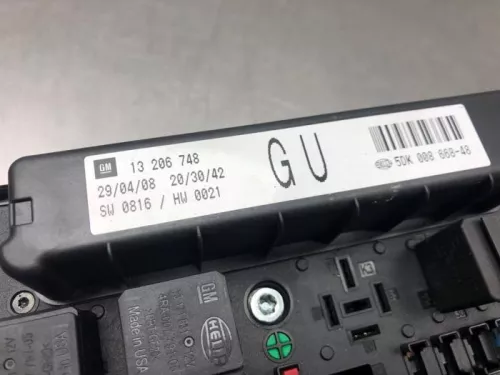 GM 13 206 748
29/04/08 20/30/42
SW 0816 / HW 0021
GU
5DK 008 668-48
GM
HELLA
MADE IN USA